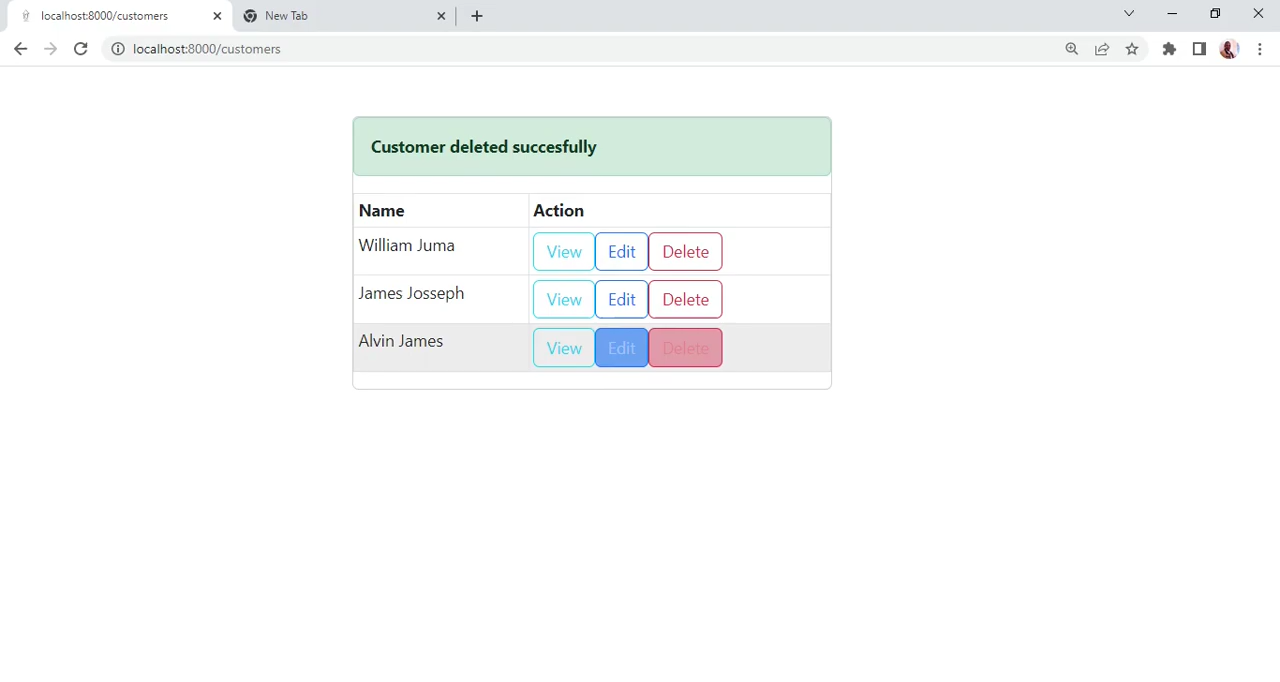 localhost:8000/customers New Tab
localhost:8000/customers
Customer deleted succesfully
Name Action
William Juma View Edit Delete
James Josseph View Edit Delete
Alvin James View Edit Delete